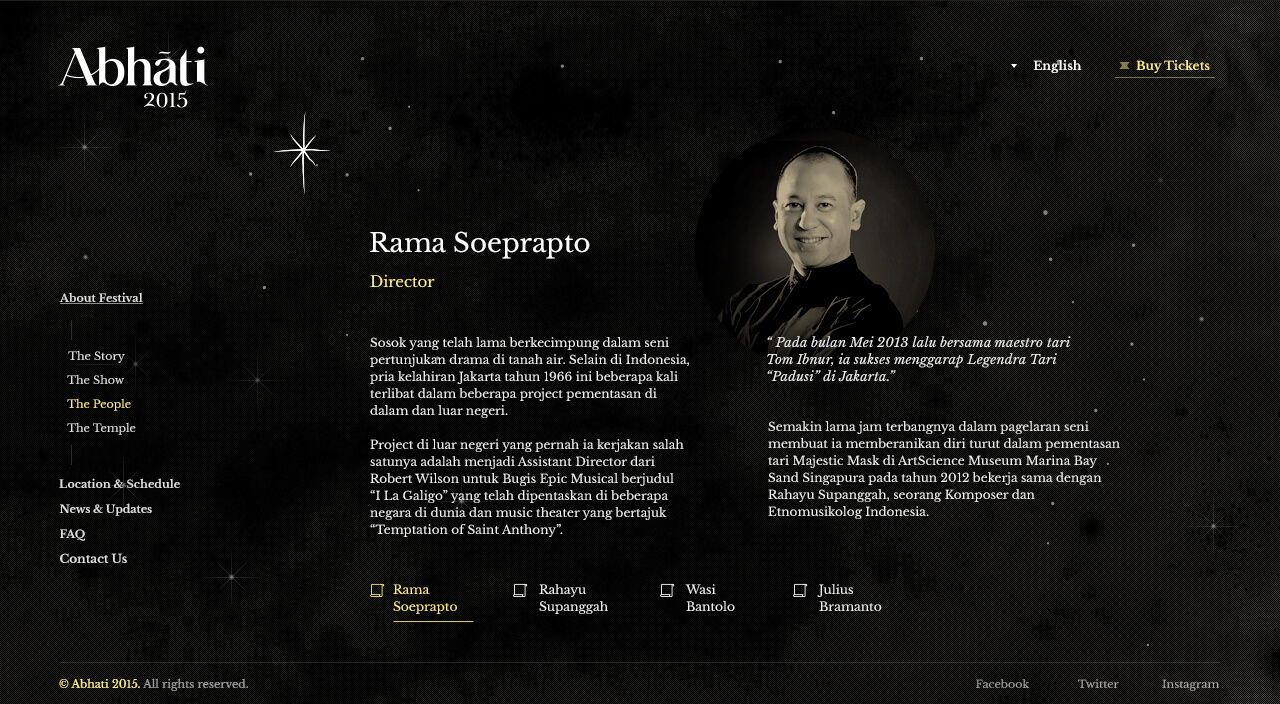 Abhāti
2015
English
Buy Tickets
Rama Soeprapto
Director
About Festival
The Story
The Show
The People
The Temple
Location & Schedule
News & Updates
FAQ
Contact Us
Sosok yang telah lama berkecimpung dalam seni
pertunjukan drama di tanah air. Selain di Indonesia,
pria kelahiran Jakarta tahun 1966 ini beberapa kali
terlibat dalam beberapa project pementasan di
dalam dan luar negeri.
Project di luar negeri yang pernah ia kerjakan salah
satunya adalah menjadi Assistant Director dari
Robert Wilson untuk Bugis Epic Musical berjudul
“I La Galigo” yang telah dipentaskan di beberapa
negara di dunia dan music theater yang bertajuk
“Temptation of Saint Anthony”.
“ Pada bulan Mei 2013 lalu bersama maestro tari
Tom Ibnur, ia sukses menggarap Legendra Tari
“Padusi” di Jakarta.”
Semakin lama jam terbangnya dalam pagelaran seni
membuat ia memberanikan diri turut dalam pementasan
tari Majestic Mask di ArtScience Museum Marina Bay
Sand Singapura pada tahun 2012 bekerja sama dengan
Rahayu Supanggah, seorang Komposer dan
Etnomusikolog Indonesia.
Rama
Soeprapto
Rahayu
Supanggah
Wasi
Bantolo
Julius
Bramanto
© Abhati 2015. All rights reserved.
Facebook
Twitter
Instagram